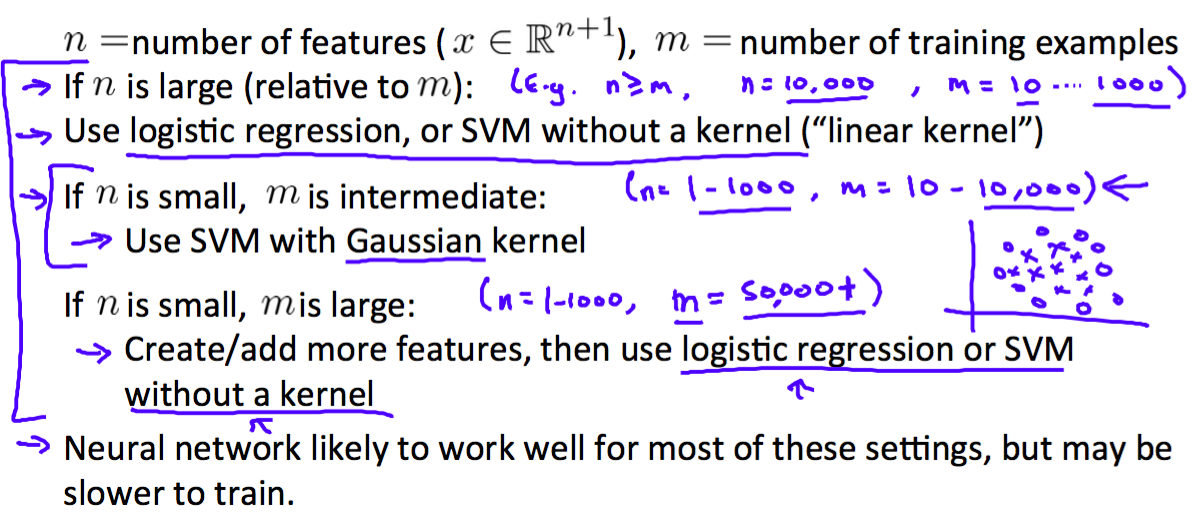 n =number of features ( x ∈ ℝⁿ⁺¹), m = number of training examples
→ If n is large (relative to m): (E.g. n≥m, n=10,000 , m = 10 .... 1000)
→ Use logistic regression, or SVM without a kernel (“linear kernel”)
→ If n is small, m is intermediate: (n= 1-1000, m = 10 - 10,000) ←
→ Use SVM with Gaussian kernel
If n is small, m is large: (n=1-1000, m = 50,000+)
→ Create/add more features, then use logistic regression or SVM
without a kernel
→ Neural network likely to work well for most of these settings, but may be
slower to train.